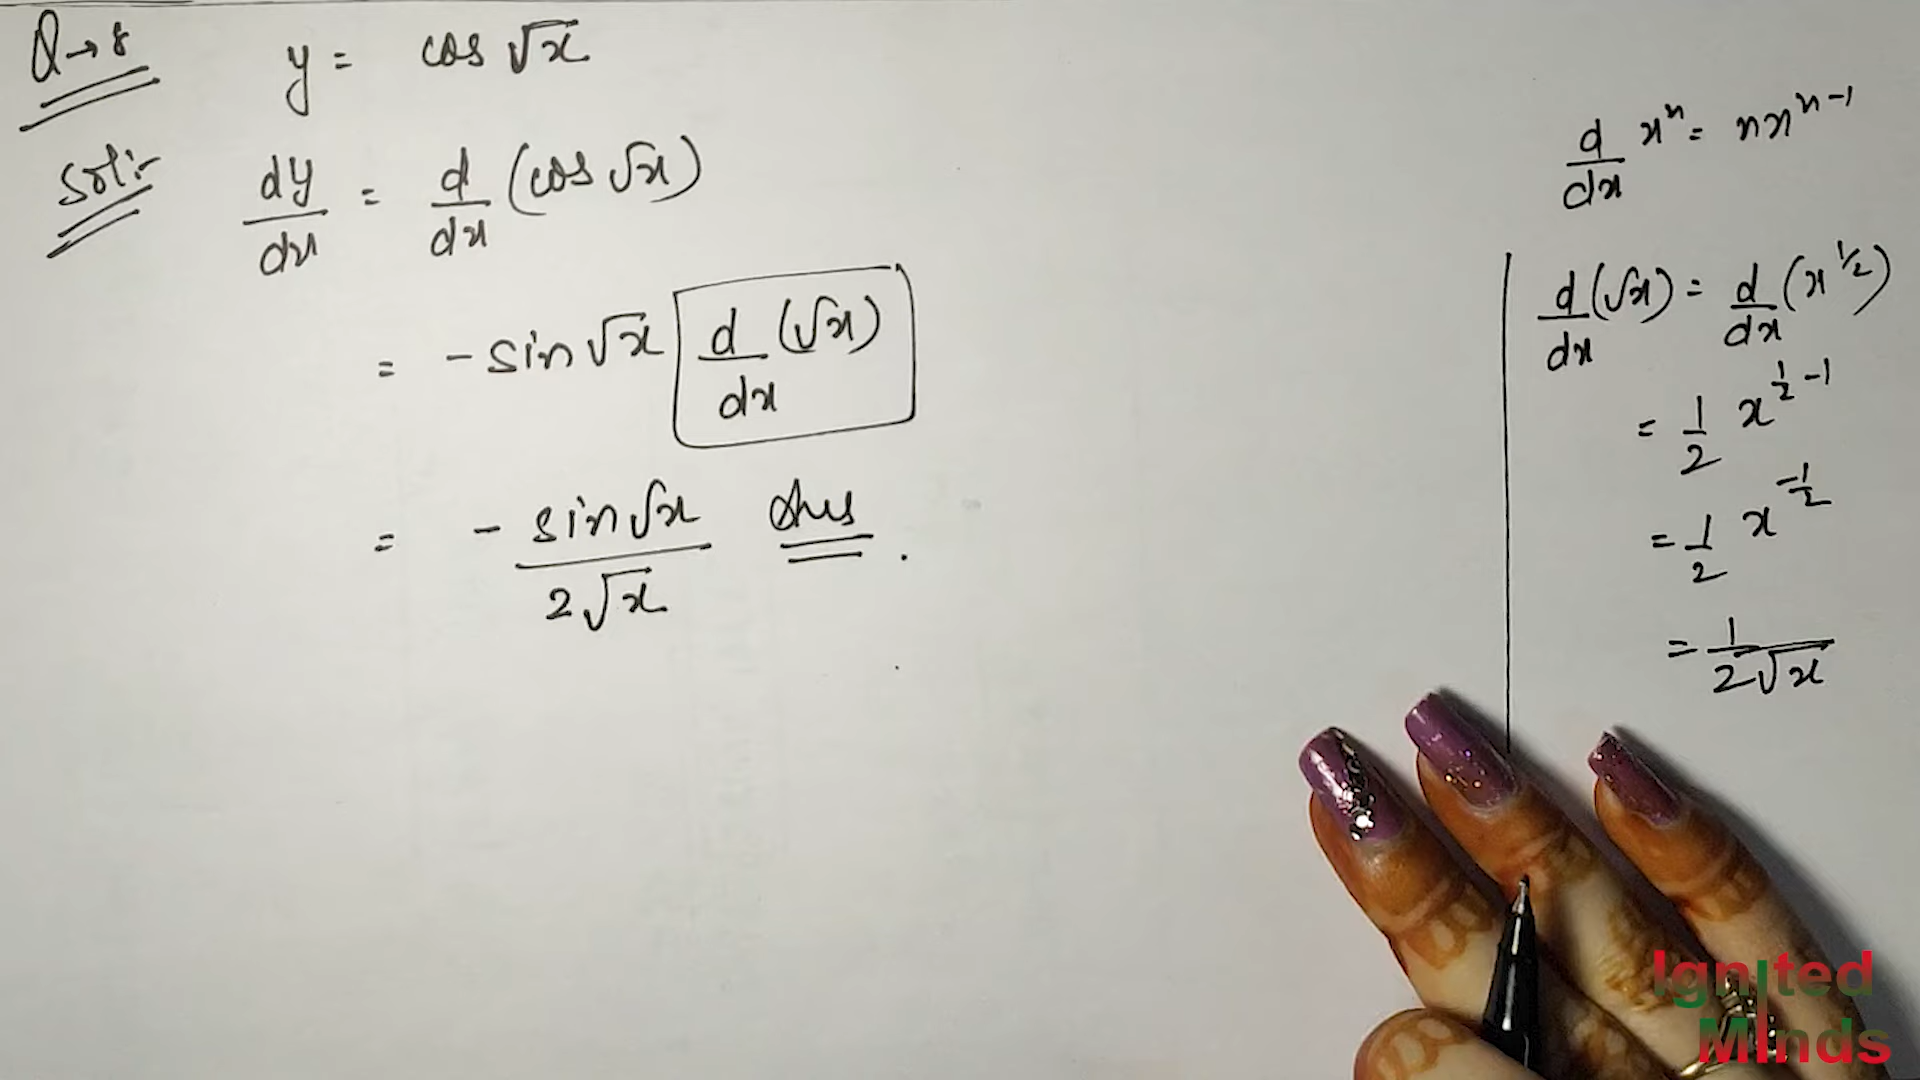 Q→8 y = cos √x
Sol:- dy/dx = d/dx (cos √x)
= - sin √x d/dx (√x)
= - sin √x / 2√x Ans.
d/dx xⁿ = nxⁿ⁻¹
d/dx (√x) = d/dx (x^1/2)
= 1/2 x^1/2 -1
= 1/2 x^-1/2
= 1/2√x
Ignited
Minds